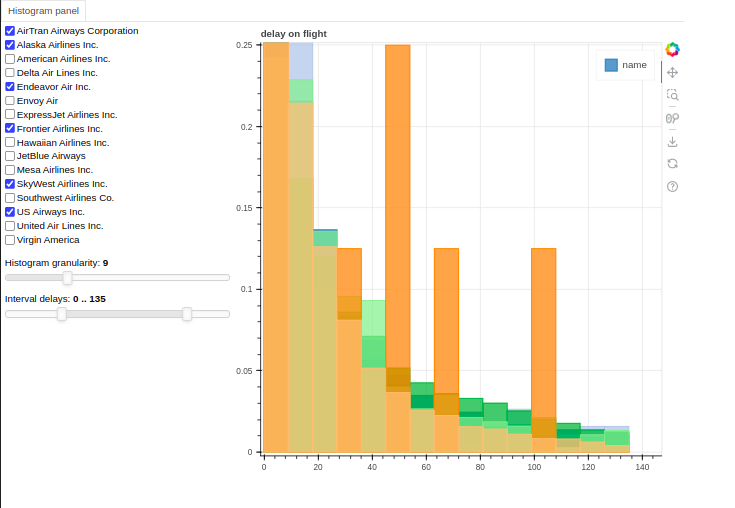 Histogram panel
AirTran Airways Corporation
Alaska Airlines Inc.
American Airlines Inc.
Delta Air Lines Inc.
Endeavor Air Inc.
Envoy Air
ExpressJet Airlines Inc.
Frontier Airlines Inc.
Hawaiian Airlines Inc.
JetBlue Airways
Mesa Airlines Inc.
SkyWest Airlines Inc.
Southwest Airlines Co.
US Airways Inc.
United Air Lines Inc.
Virgin America
Histogram granularity: 9
Interval delays: 0 .. 135
delay on flight
name
0.25
0.2
0.15
0.1
0.05
0
0 20 40 60 80 100 120 140